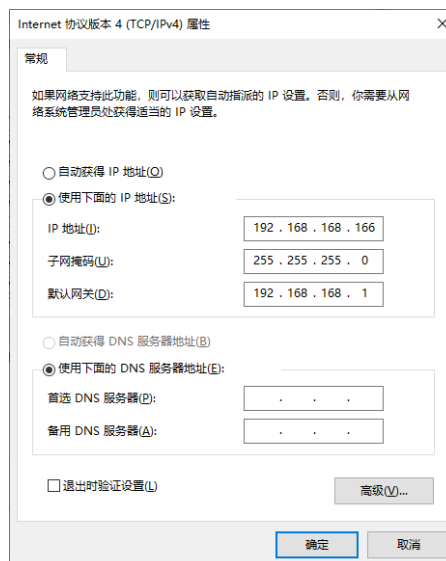 Internet 协议版本 4 (TCP/IPv4) 属性
常规
如果网络支持此功能，则可以获取自动指派的 IP 设置。否则，你需要从网
络系统管理员处获得适当的 IP 设置。
自动获得 IP 地址(O)
使用下面的 IP 地址(S):
IP 地址(I): 192 . 168 . 168 . 166
子网掩码(U): 255 . 255 . 255 . 0
默认网关(D): 192 . 168 . 168 . 1
自动获得 DNS 服务器地址(B)
使用下面的 DNS 服务器地址(E):
首选 DNS 服务器(P): . . .
备用 DNS 服务器(A): . . .
退出时验证设置(L)
高级(V)...
确定 取消